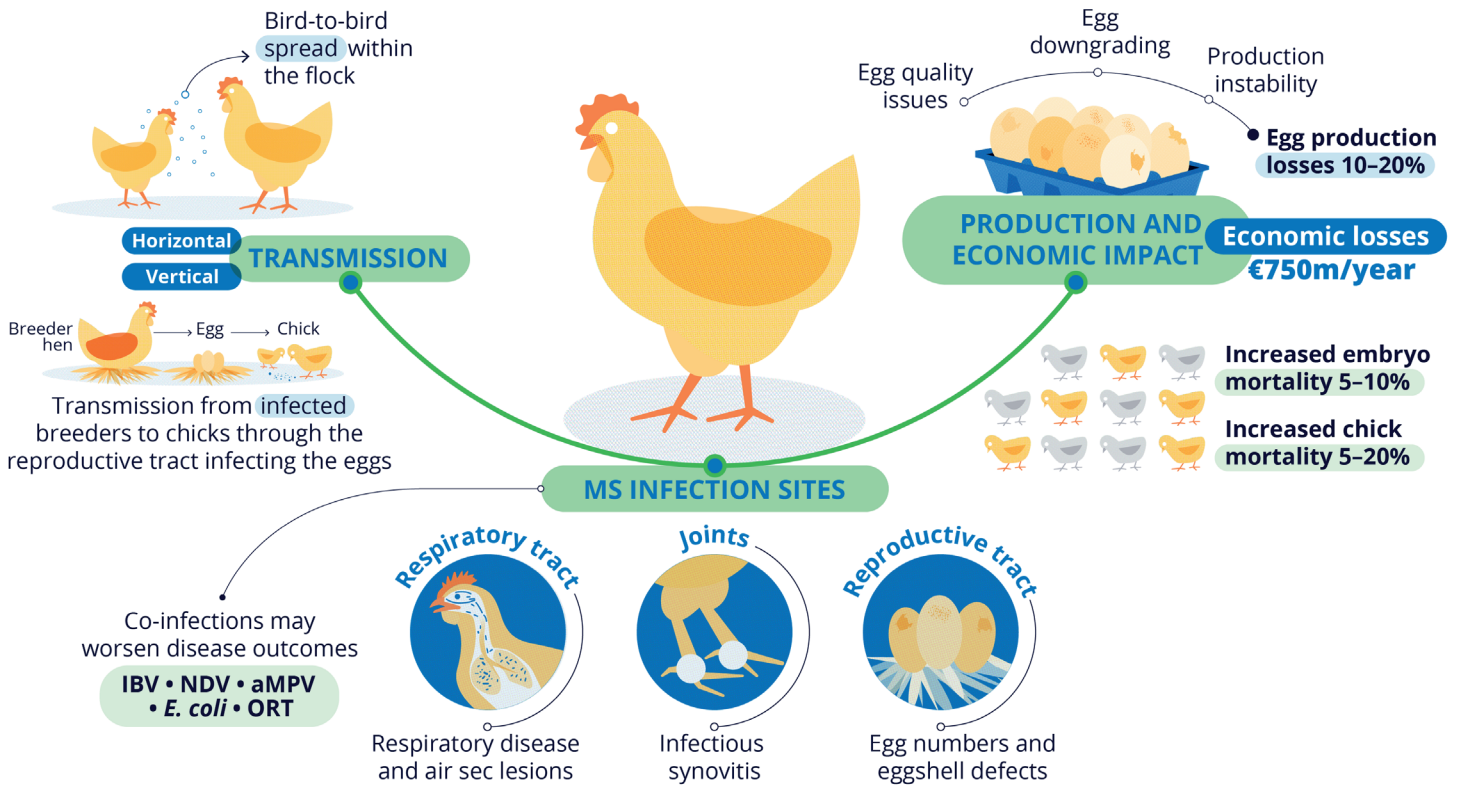 Bird-to-bird
spread within
the flock
Horizontal
Vertical
TRANSMISSION
Breeder
hen
Egg
Chick
Transmission from infected
breeders to chicks through the
reproductive tract infecting the eggs
Egg quality
issues
Egg
downgrading
Production
instability
Egg production
losses 10–20%
PRODUCTION AND
ECONOMIC IMPACT
Economic losses
€750m/year
Increased embryo
mortality 5–10%
Increased chick
mortality 5–20%
MS INFECTION SITES
Co-infections may
worsen disease outcomes
IBV • NDV • aMPV
• E. coli • ORT
Respiratory tract
Respiratory disease
and air sec lesions
Joints
Infectious
synovitis
Reproductive tract
Egg numbers and
eggshell defects